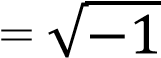 = √−1